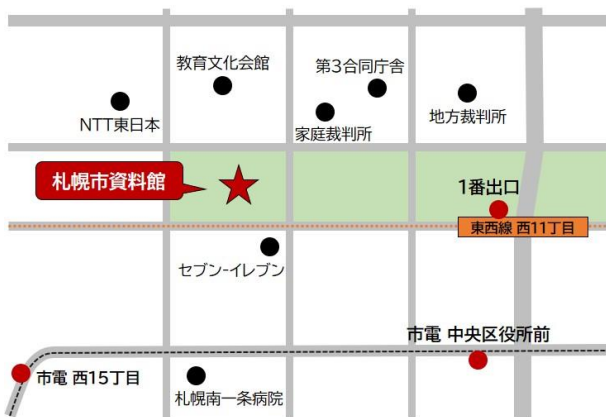 教育文化会館
第3合同庁舎
NTT東日本
家庭裁判所
地方裁判所
札幌市資料館
1番出口
東西線 西11丁目
セブン-イレブン
市電 中央区役所前
市電 西15丁目
札幌南一条病院